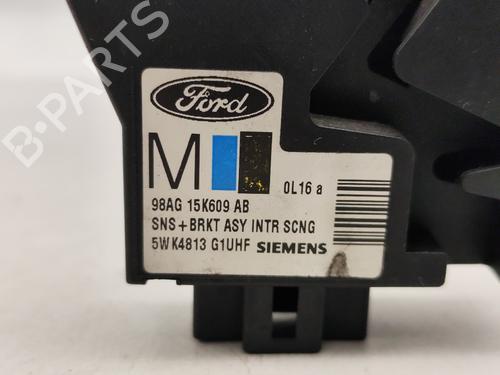 Ford
M
0L16 a
98AG 15K609 AB
SNS + BRKT ASY INTR SCNG
5WK4813 G1UHF SIEMENS
B-PARTS